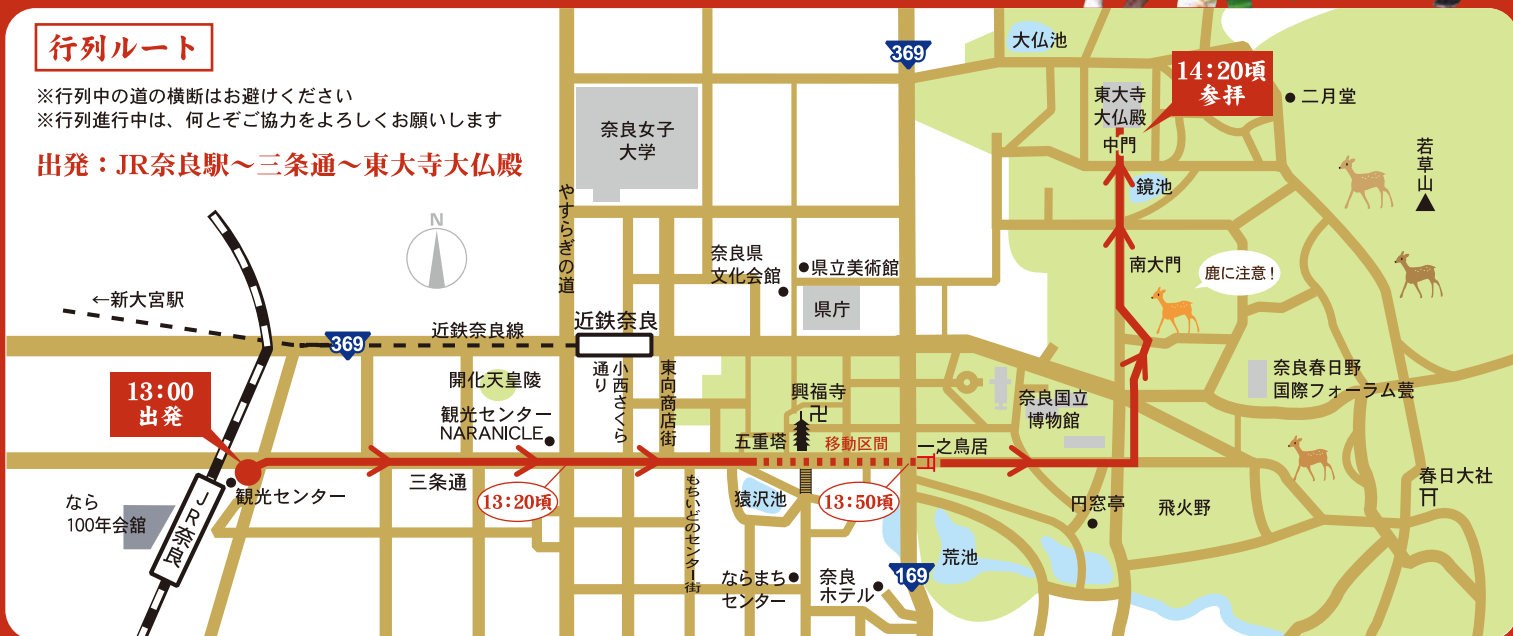 行列ルート
※行列中の道の横断はお避けください
※行列進行中は、何とぞご協力をよろしくお願いします
出発：JR奈良駅～三条通～東大寺大仏殿
369
大仏池
14:20頃
参拝
東大寺
大仏殿
中門
二月堂
若草山
鏡池
奈良女子
大学
やすらぎの道
N
奈良県
文化会館
県立美術館
県庁
南大門
鹿に注意！
←新大宮駅
369
近鉄奈良線
近鉄奈良
13:00
出発
開化天皇陵
観光センター
NARANICLE
小西さくら
通り
東向商店街
興福寺
卍
五重塔
移動区間
一之鳥居
奈良国立
博物館
奈良春日野
国際フォーラム甍
三条通
13:20頃
もちいどのセンター街
猿沢池
13:50頃
円窓亭
飛火野
春日大社
観光センター
なら
100年会館
JR奈良
ならまち
センター
奈良
ホテル
169
荒池